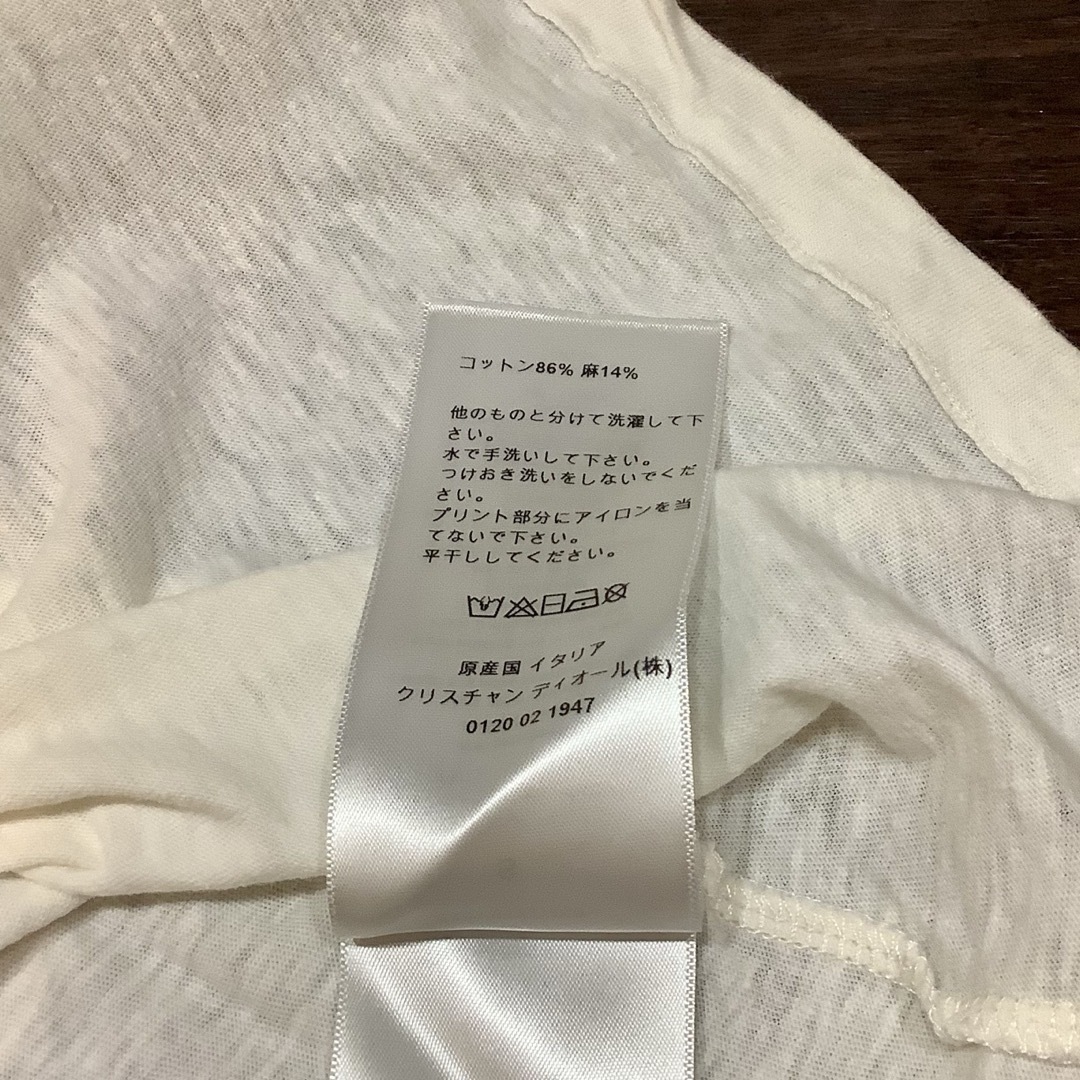 コットン86% 麻14%
他のものと分けて洗濯して下
さい。
水で手洗いして下さい。
つけおき洗いをしないでくだ
さい。
プリント部分にアイロンを当
てないで下さい。
平干ししてください。
原産国 イタリア
クリスチャン ディオール(株)
0120 02 1947